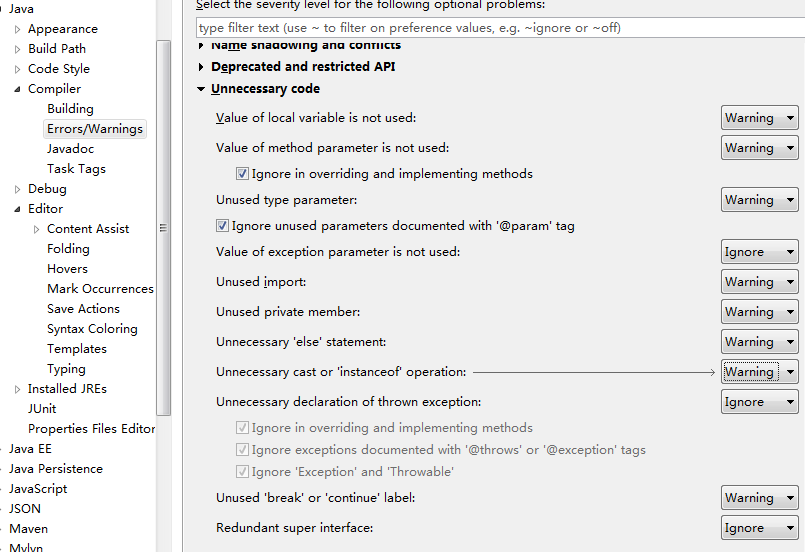 Java
Appearance
Build Path
Code Style
Compiler
Building
Errors/Warnings
Javadoc
Task Tags
Debug
Editor
Content Assist
Folding
Hovers
Mark Occurrences
Save Actions
Syntax Coloring
Templates
Typing
Installed JREs
JUnit
Properties Files Editor
Java EE
Java Persistence
JavaScript
JSON
Maven
Mylyn
Select the severity level for the following optional problems:
type filter text (use ~ to filter on preference values, e.g. ~ignore or ~off)
Name shadowing and conflicts
Deprecated and restricted API
Unnecessary code
Value of local variable is not used: Warning
Value of method parameter is not used: Warning
Ignore in overriding and implementing methods
Unused type parameter: Warning
Ignore unused parameters documented with '@param' tag
Value of exception parameter is not used: Ignore
Unused import: Warning
Unused private member: Warning
Unnecessary 'else' statement: Warning
Unnecessary cast or 'instanceof' operation: Warning
Unnecessary declaration of thrown exception: Ignore
Ignore in overriding and implementing methods
Ignore exceptions documented with '@throws' or '@exception' tags
Ignore 'Exception' and 'Throwable'
Unused 'break' or 'continue' label: Warning
Redundant super interface: Ignore